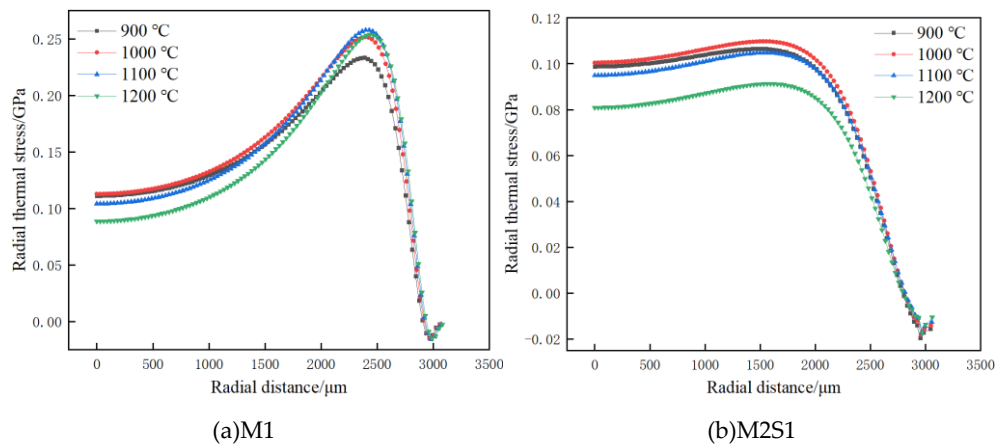 Radial thermal stress/GPa
0.25
0.20
0.15
0.10
0.05
0.00
900 ℃
1000 ℃
1100 ℃
1200 ℃
0 500 1000 1500 2000 2500 3000 3500
Radial distance/μm
(a)M1
Radial thermal stress/GPa
0.12
0.10
0.08
0.06
0.04
0.02
0.00
-0.02
900 ℃
1000 ℃
1100 ℃
1200 ℃
0 500 1000 1500 2000 2500 3000 3500
Radial distance/μm
(b)M2S1